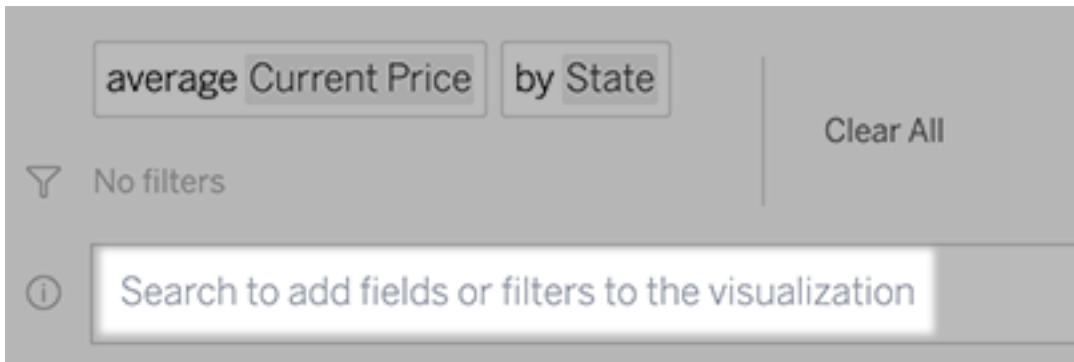 average Current Price by State
Clear All
No filters
Search to add fields or filters to the visualization